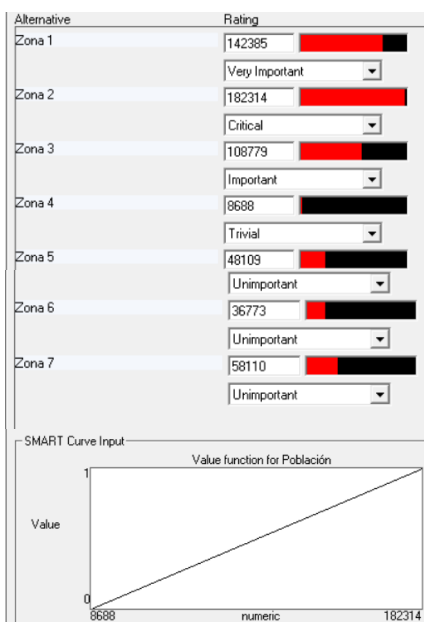 Alternative Rating
Zona 1 142385
Very Important
Zona 2 182314
Critical
Zona 3 108779
Important
Zona 4 8688
Trivial
Zona 5 48109
Unimportant
Zona 6 36773
Unimportant
Zona 7 58110
Unimportant
SMART Curve Input
Value function for Población
1
Value
0
8688 numeric 182314